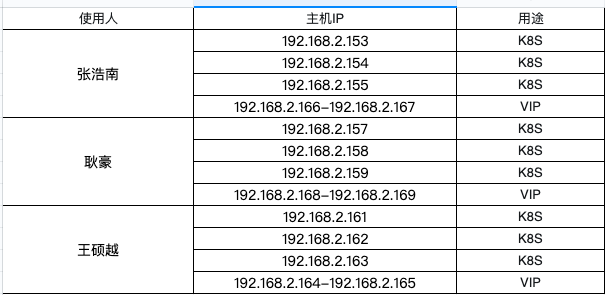 使用人 主机IP 用途
张浩南
192.168.2.153 K8S
192.168.2.154 K8S
192.168.2.155 K8S
192.168.2.166-192.168.2.167 VIP
耿豪
192.168.2.157 K8S
192.168.2.158 K8S
192.168.2.159 K8S
192.168.2.168-192.168.2.169 VIP
王硕越
192.168.2.161 K8S
192.168.2.162 K8S
192.168.2.163 K8S
192.168.2.164-192.168.2.165 VIP